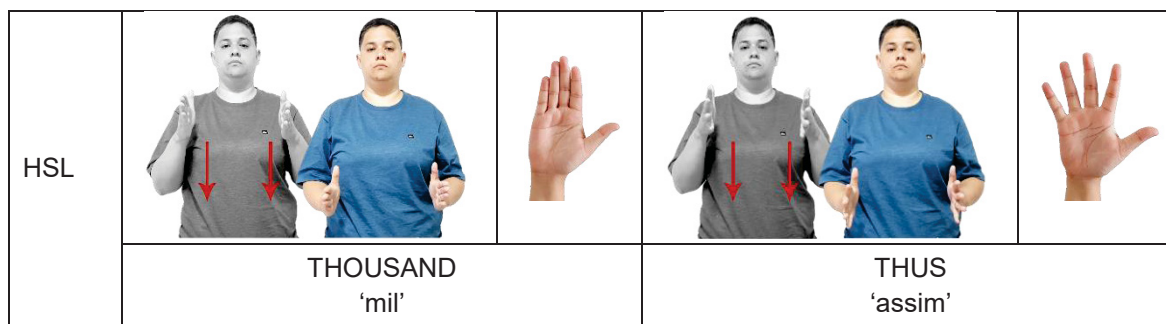 HSL
THOUSAND
‘mil’
THUS
‘assim’